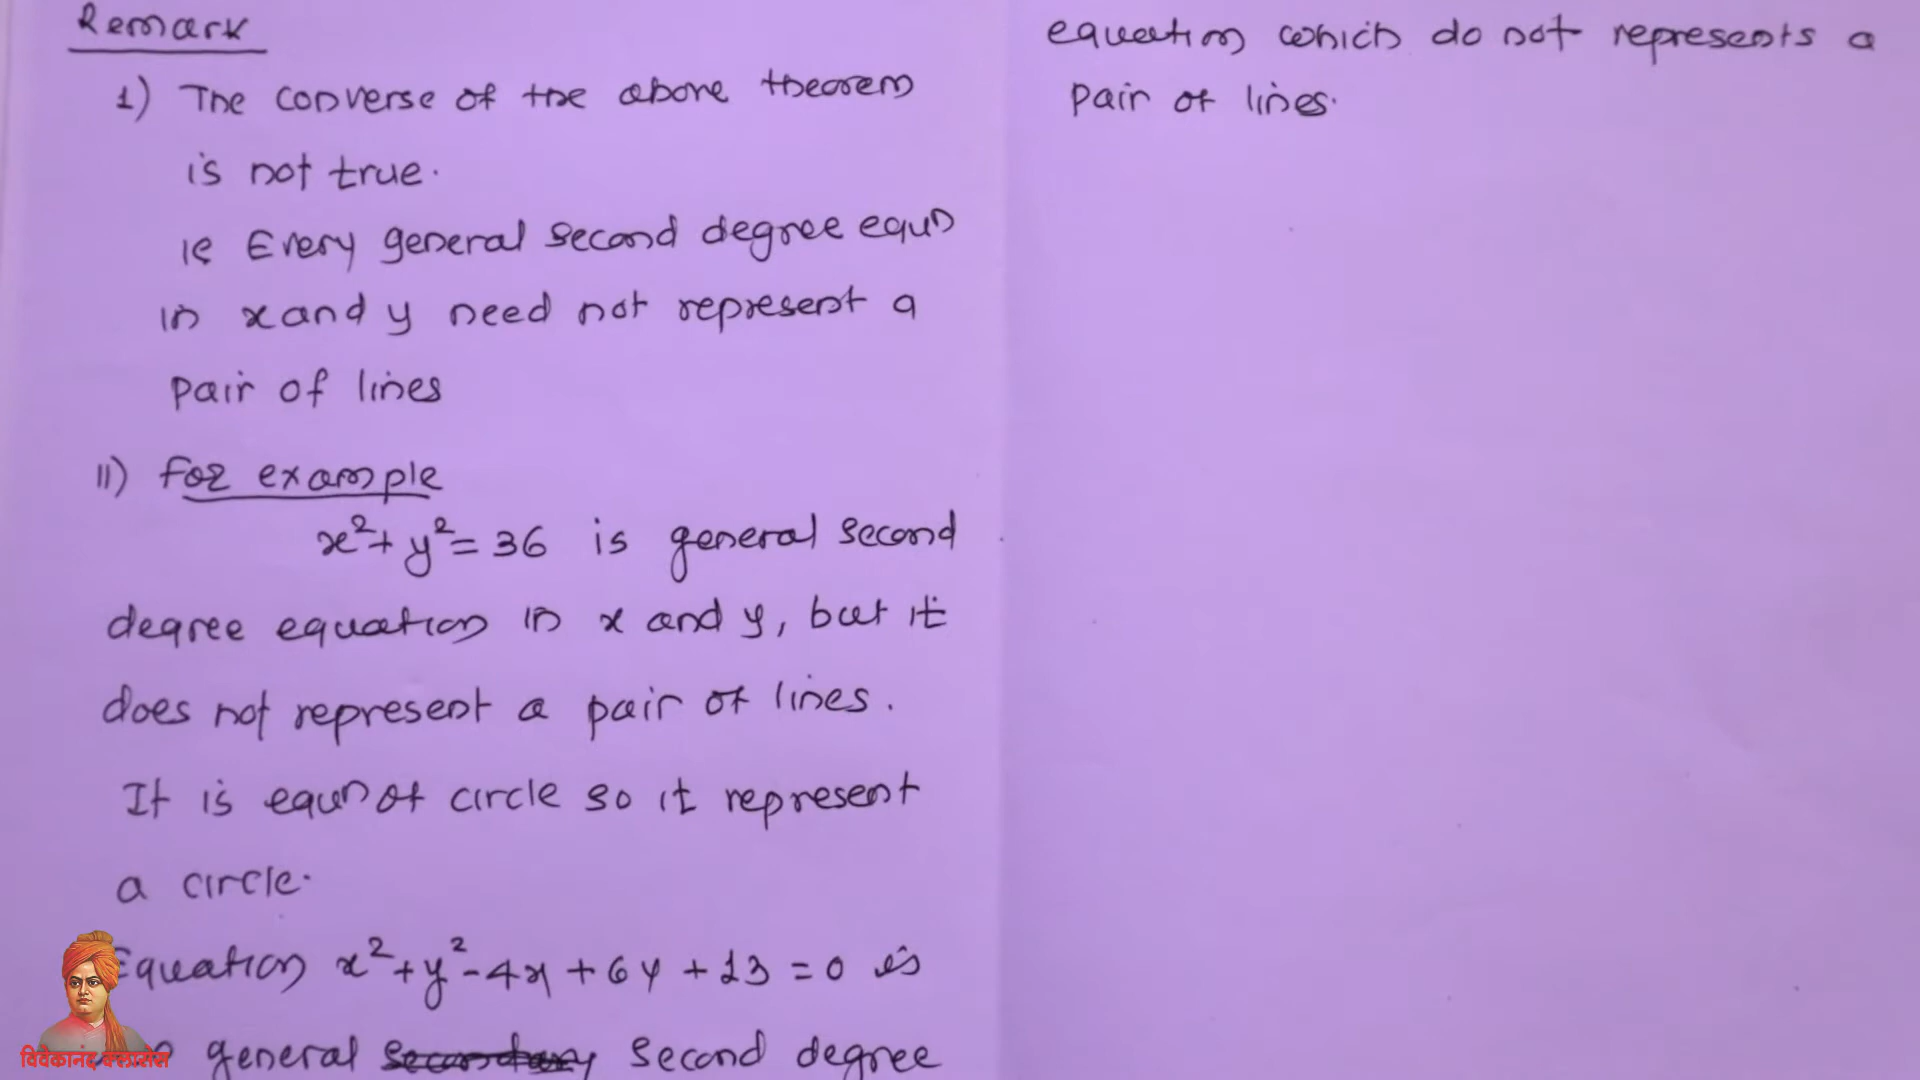 Remark
1) The converse of the above theorem
is not true.
ie Every general second degree equn
in x and y need not represent a
pair of lines
II) For example
x²+ y²= 36 is general second
degree equation in x and y, but it
does not represent a pair of lines.
It is equn of circle so it represent
a circle.
Equation x²+y²-4x+6y+13=0 is
general second degree
equation which do not represents a
pair of lines.
विवेकानंद क्लासेस